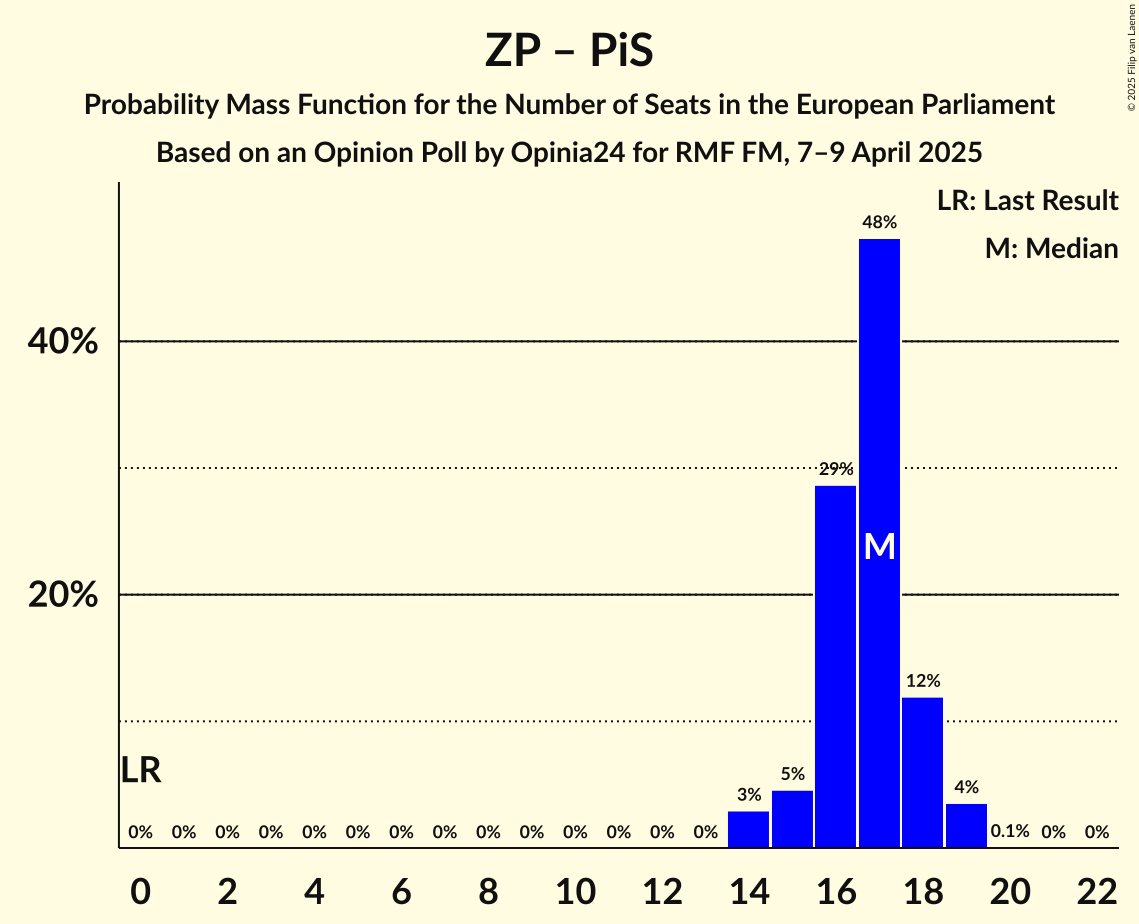 ZP – PiS
Probability Mass Function for the Number of Seats in the European Parliament
Based on an Opinion Poll by Opinia24 for RMF FM, 7–9 April 2025
© 2025 Filip van Laenen
LR: Last Result
M: Median
48%
40%
29%
M
20%
12%
LR
5%
4%
3%
0% 0% 0% 0% 0% 0% 0% 0% 0% 0% 0% 0% 0% 0% 0.1% 0% 0%
0 2 4 6 8 10 12 14 16 18 20 22